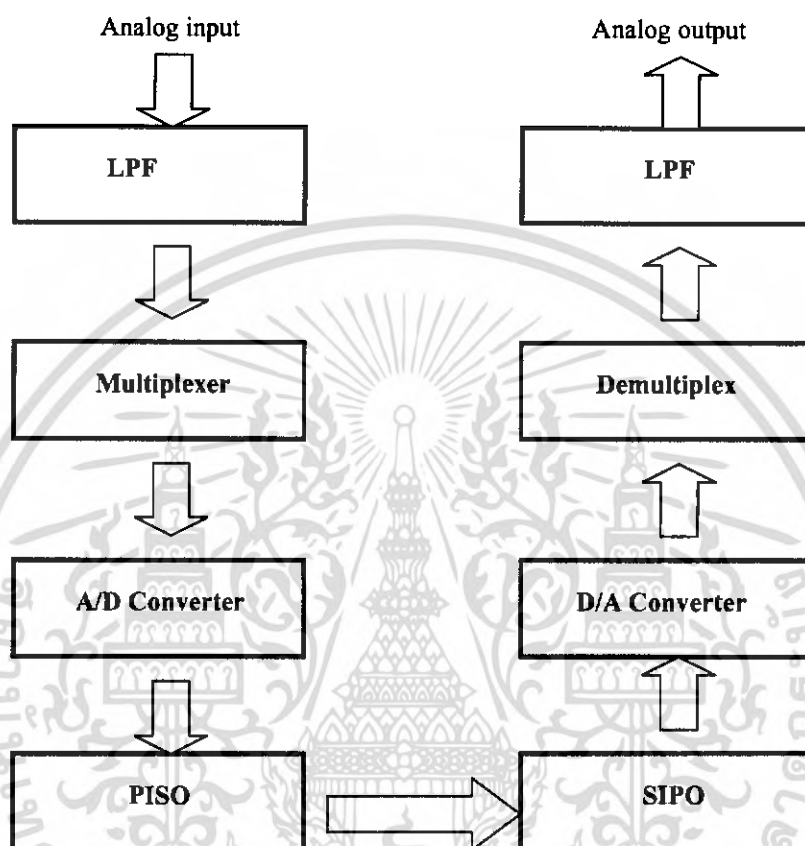 Analog input
Analog output
LPF
LPF
Multiplexer
Demultiplex
A/D Converter
D/A Converter
PISO
SIPO